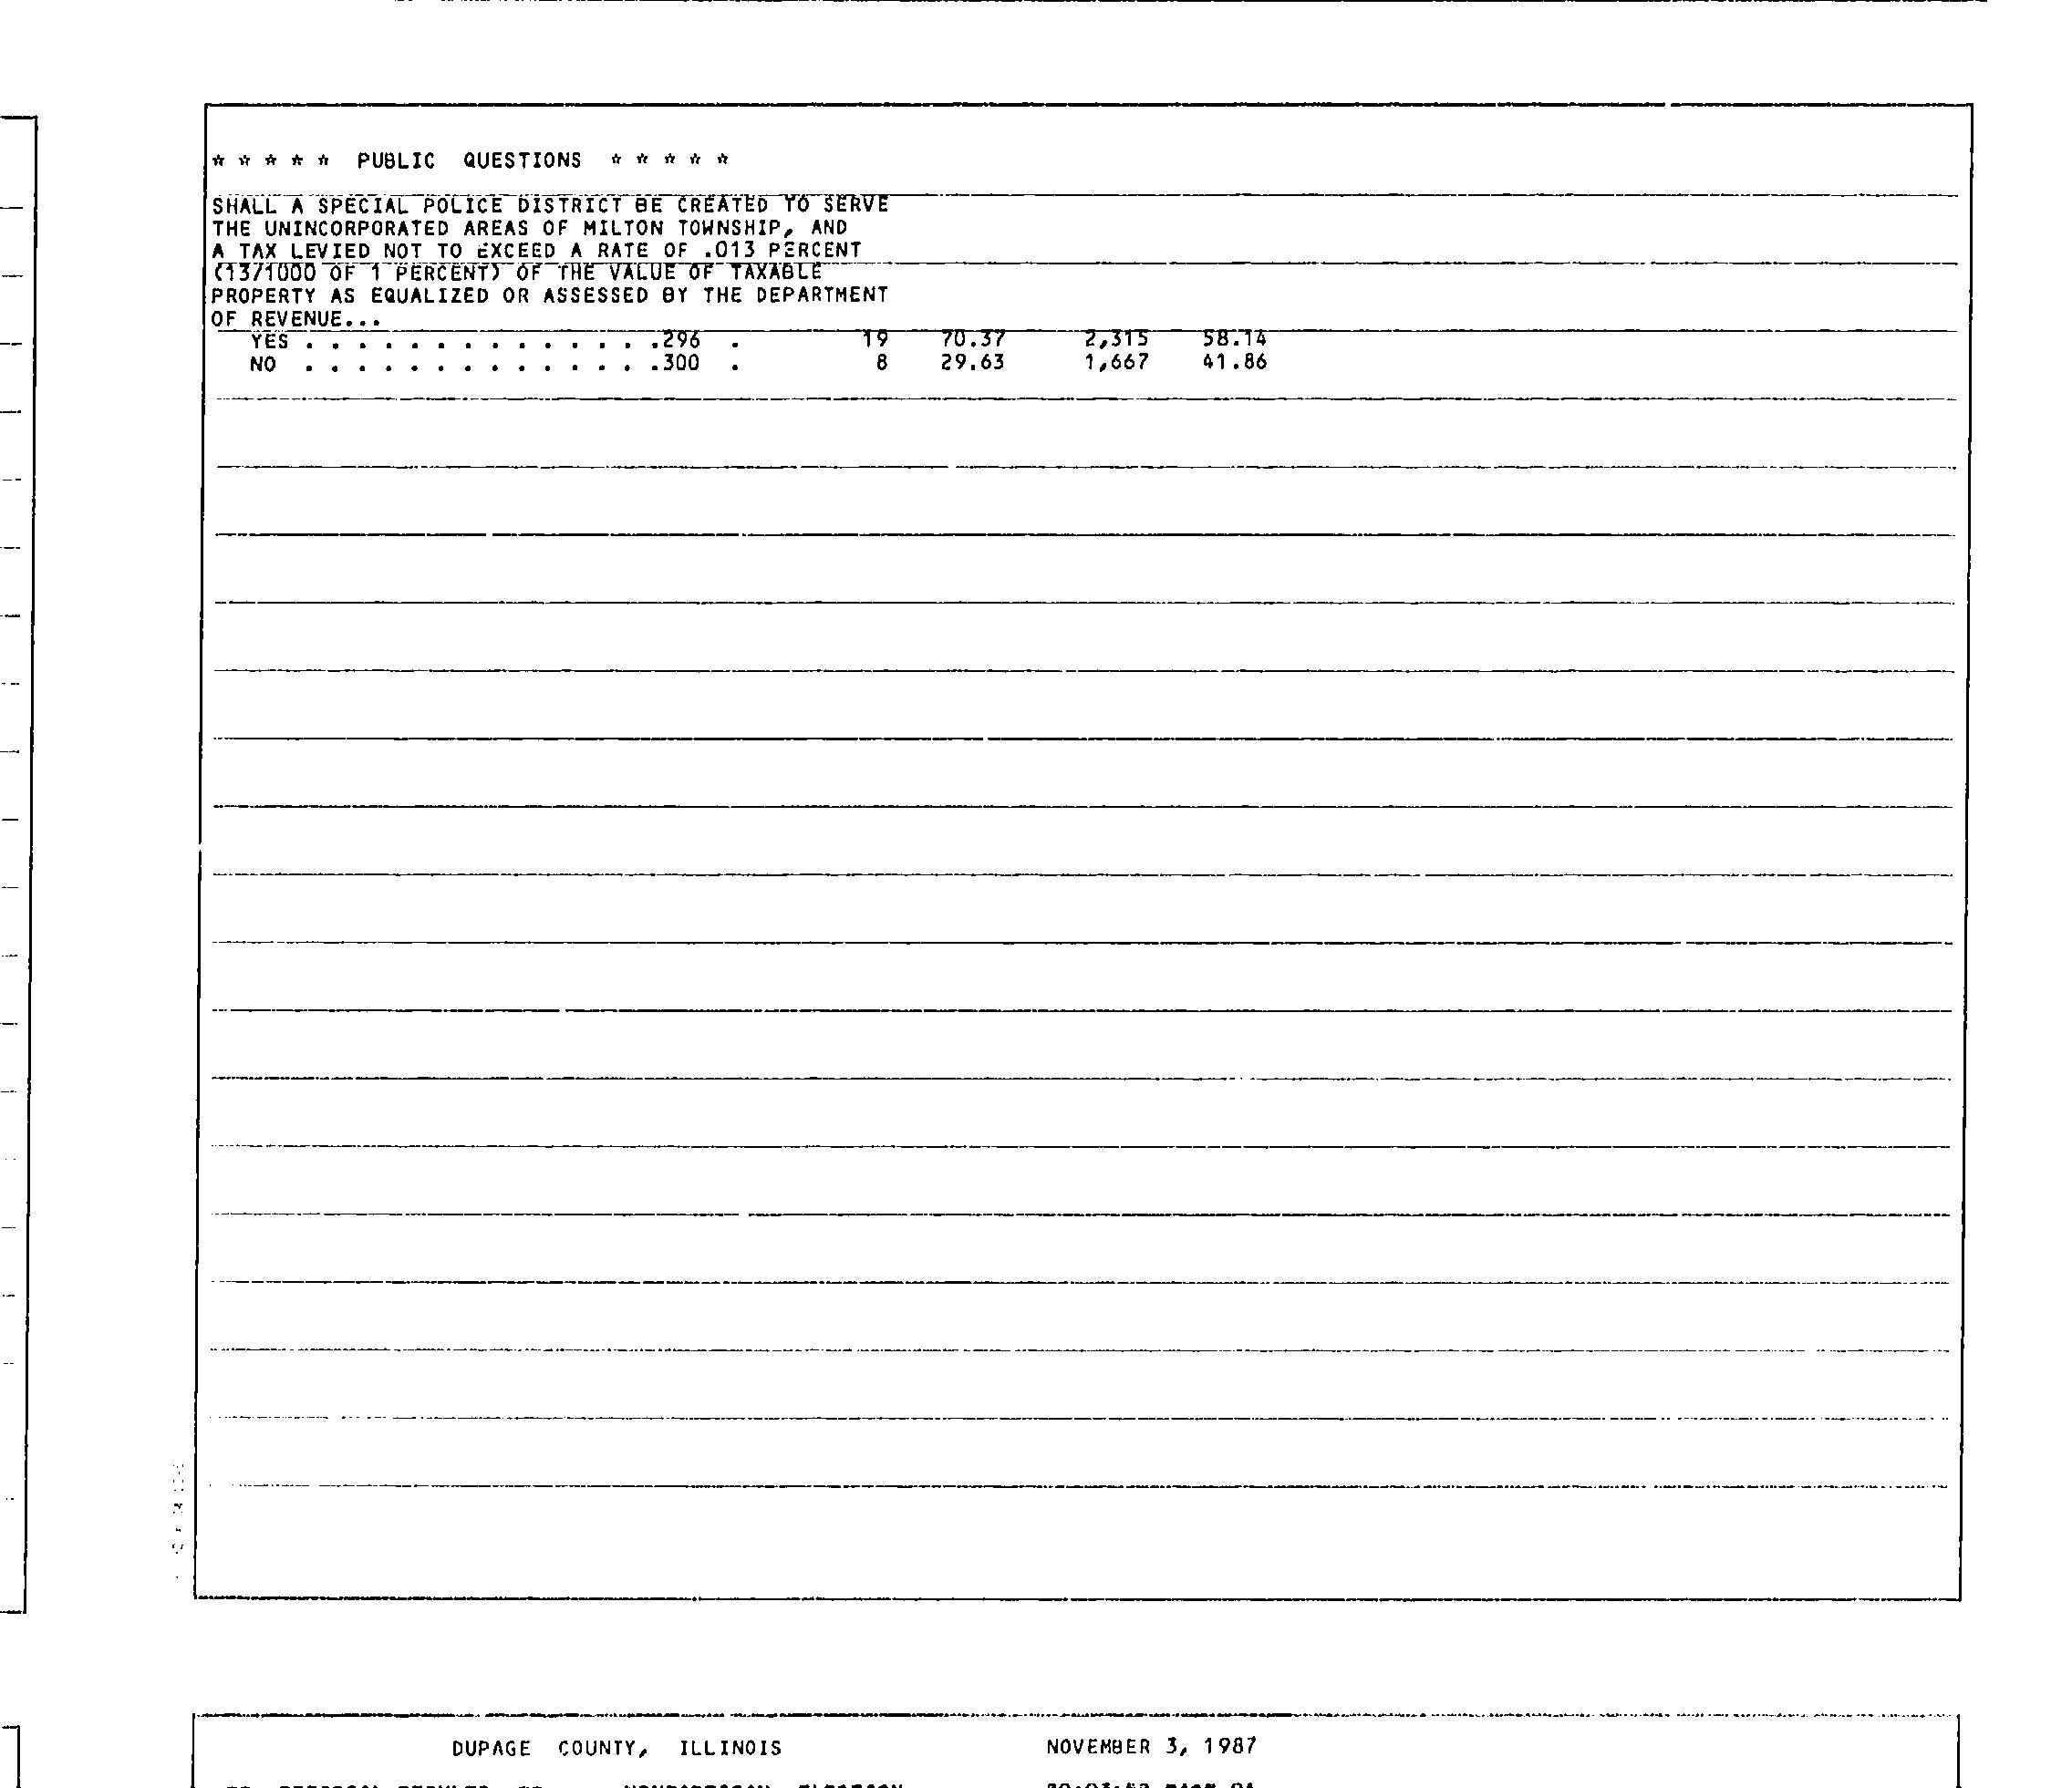 * * * * * PUBLIC QUESTIONS * * * * *
SHALL A SPECIAL POLICE DISTRICT BE CREATED TO SERVE
THE UNINCORPORATED AREAS OF MILTON TOWNSHIP, AND
A TAX LEVIED NOT TO EXCEED A RATE OF .013 PERCENT
(13/1000 OF 1 PERCENT) OF THE VALUE OF TAXABLE
PROPERTY AS EQUALIZED OR ASSESSED BY THE DEPARTMENT
OF REVENUE...
YES . . . . . . . . . . . . . .296 . 19 70.37 2,315 58.14
NO . . . . . . . . . . . . . .300 . 8 29.63 1,667 41.86
DUPAGE COUNTY, ILLINOIS NOVEMBER 3, 1987